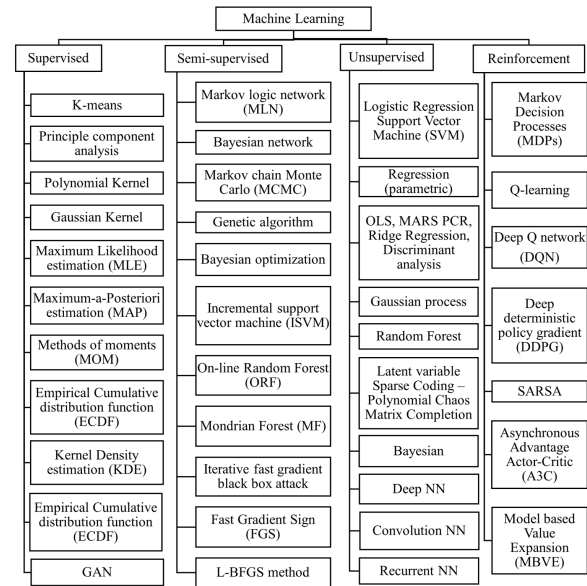 Machine Learning
Supervised
Semi-supervised
Unsupervised
Reinforcement
K-means
Principle component
analysis
Polynomial Kernel
Gaussian Kernel
Maximum Likelihood
estimation (MLE)
Maximum-a-Posteriori
estimation (MAP)
Methods of moments
(MOM)
Empirical Cumulative
distribution function
(ECDF)
Kernel Density
estimation (KDE)
Empirical Cumulative
distribution function
(ECDF)
GAN
Markov logic network
(MLN)
Bayesian network
Markov chain Monte
Carlo (MCMC)
Genetic algorithm
Bayesian optimization
Incremental support
vector machine (ISVM)
On-line Random Forest
(ORF)
Mondrian Forest (MF)
Iterative fast gradient
black box attack
Fast Gradient Sign
(FGS)
L-BFGS method
Logistic Regression
Support Vector
Machine (SVM)
Regression
(parametric)
OLS, MARS PCR,
Ridge Regression,
Discriminant
analysis
Gaussian process
Random Forest
Latent variable
Sparse Coding –
Polynomial Chaos
Matrix Completion
Bayesian
Deep NN
Convolution NN
Recurrent NN
Markov
Decision
Processes
(MDPs)
Q-learning
Deep Q network
(DQN)
Deep
deterministic
policy gradient
(DDPG)
SARSA
Asynchronous
Advantage
Actor-Critic
(A3C)
Model based
Value
Expansion
(MBVE)